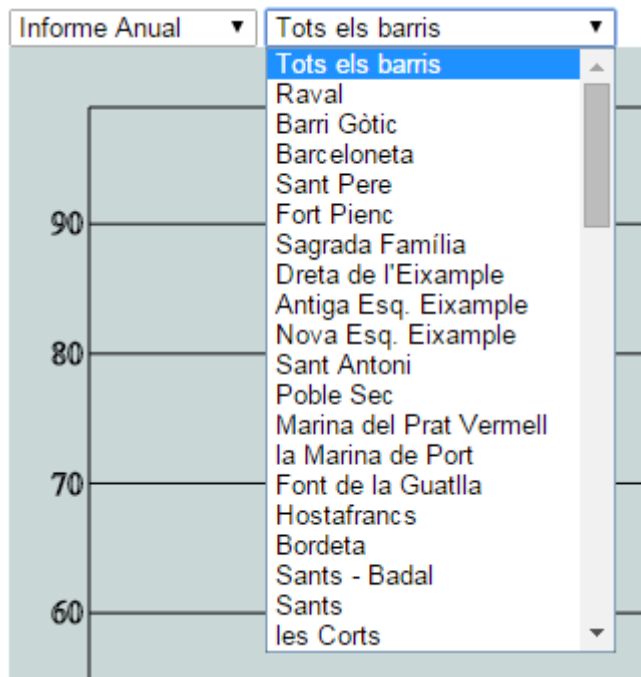 Informe Anual
Tots els barris
Tots els barris
Raval
Barri Gòtic
Barceloneta
Sant Pere
Fort Pienc
Sagrada Família
Dreta de l'Eixample
Antiga Esq. Eixample
Nova Esq. Eixample
Sant Antoni
Poble Sec
Marina del Prat Vermell
la Marina de Port
Font de la Guatlla
Hostafrancs
Bordeta
Sants - Badal
Sants
les Corts
90
80
70
60